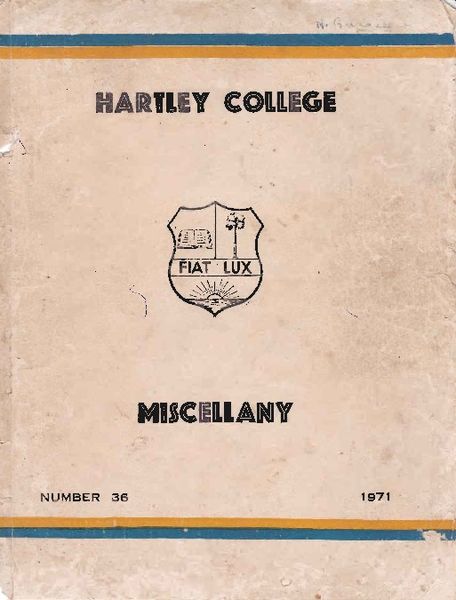 HARTLEY COLLEGE
FIAT LUX
MISCELLANY
NUMBER 36 1971